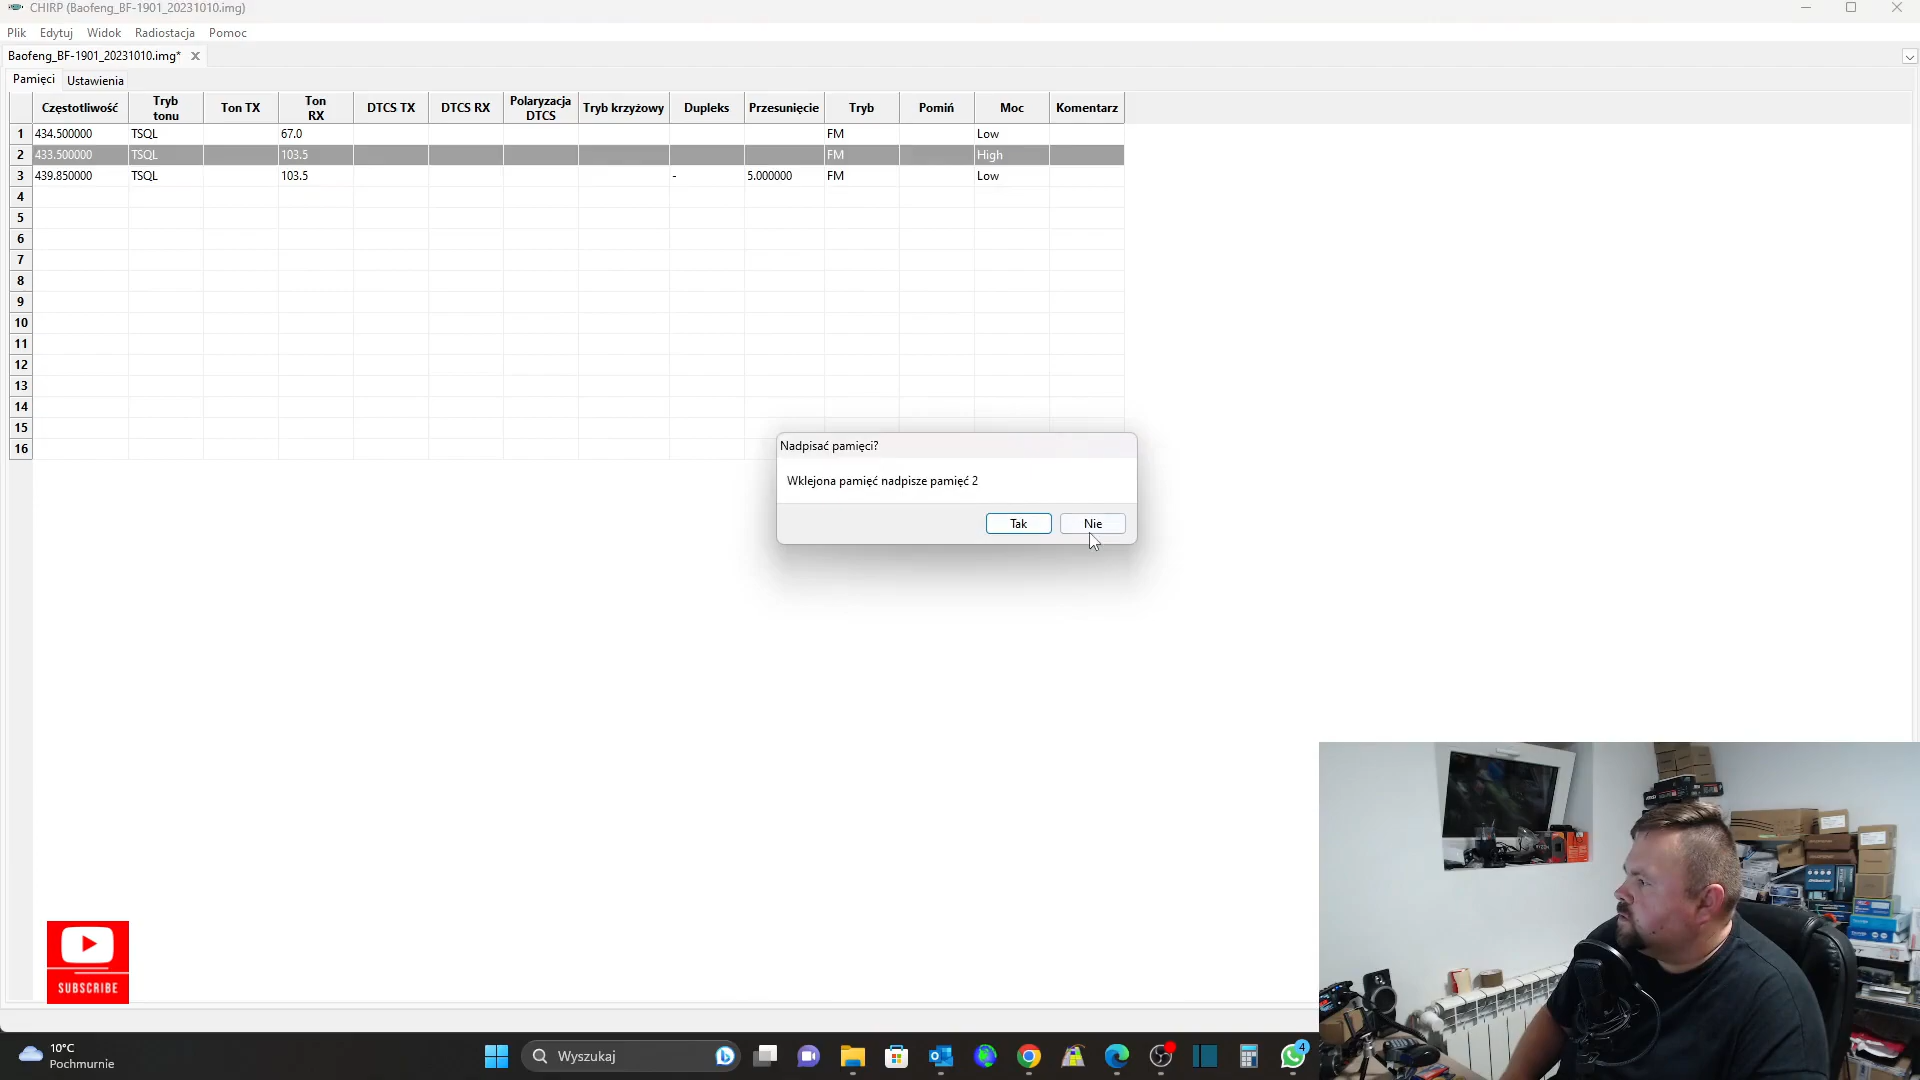 CHIRP (Baofeng_BF-1901_20231010.img)
Plik Edytuj Widok Radiostacja Pomoc
Baofeng_BF-1901_20231010.img*
Pamięci Ustawienia
Częstotliwość Tryb tonu Ton TX Ton RX DTCS TX DTCS RX Polaryzacja DTCS Tryb krzyżowy Dupleks Przesunięcie Tryb Pomiń Moc Komentarz
1 434.500000 TSQL 67.0 FM Low
2 433.500000 TSQL 103.5 FM High
3 439.850000 TSQL 103.5 - 5.000000 FM Low
4
5
6
7
8
9
10
11
12
13
14
15
16
Nadpisać pamięci?
Wklejona pamięć nadpisze pamięć 2
Tak Nie
SUBSCRIBE
10°C
Pochmurnie
Wyszukaj
4